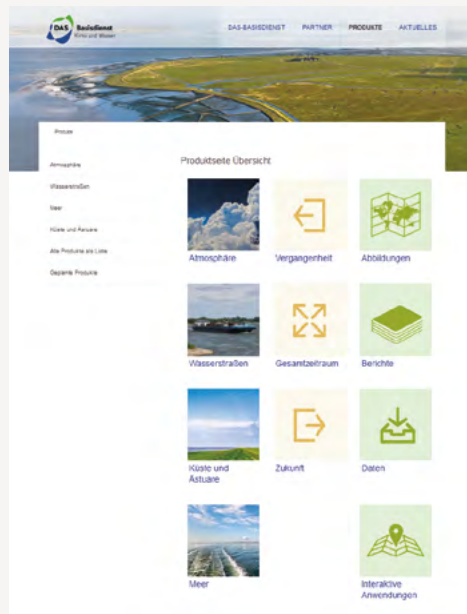 DAS Basisdienst
Klima und Wasser
DAS-BASISDIENST PARTNER PRODUKTE AKTUELLES
Produkte
Atmosphäre
Wasserstraßen
Meer
Küste und Ästuare
Alle Produkte als Liste
Geplante Produkte
Produktseite Übersicht
Atmosphäre Vergangenheit Abbildungen
Wasserstraßen Gesamtzeitraum Berichte
Küste und Ästuare Zukunft Daten
Meer Interaktive Anwendungen